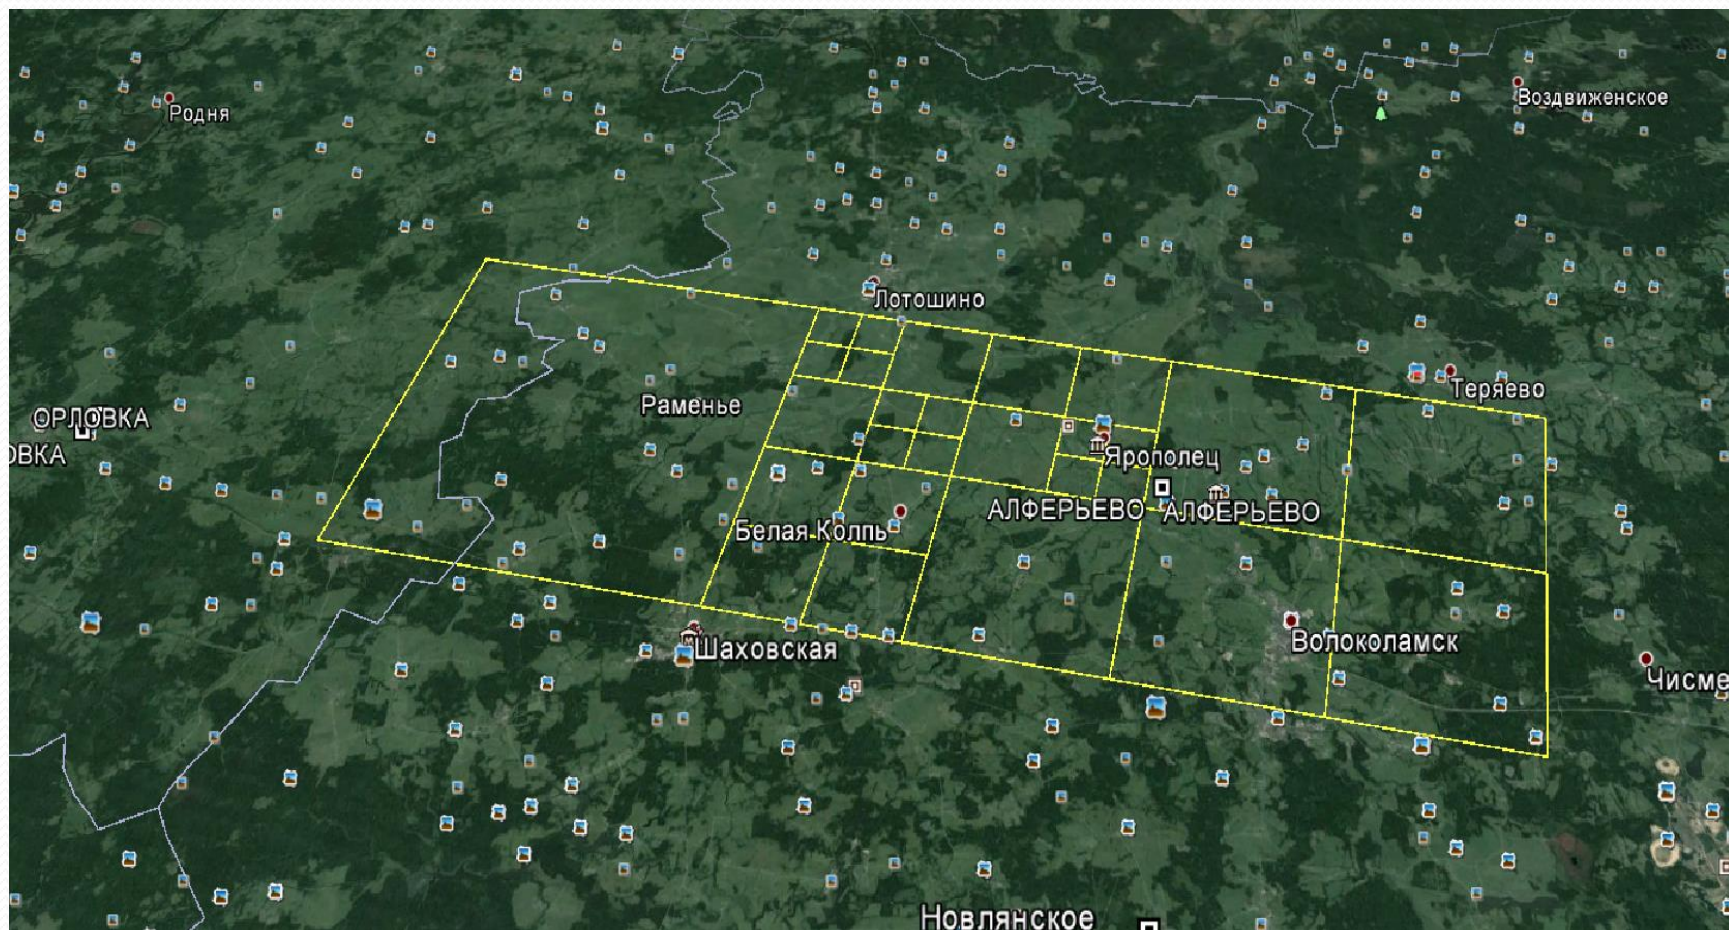 Родня
Воздвиженское
Лотошино
Теряево
Раменье
ОРЛОВКА
ОВКА
Ярополец
АЛФЕРЬЕВО
АЛФЕРЬЕВО
Белая Колпь
Шаховская
Волоколамск
Чисме
Новлянское